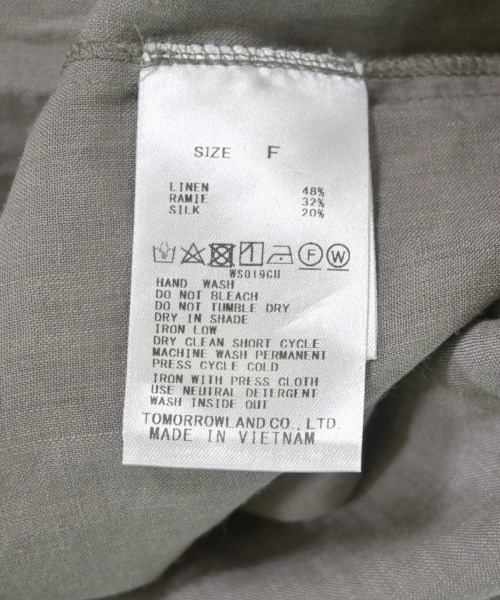 SIZE F
LINEN 48%
RAMIE 32%
SILK 20%
F W
WS019GU
HAND WASH
DO NOT BLEACH
DO NOT TUMBLE DRY
DRY IN SHADE
IRON LOW
DRY CLEAN SHORT CYCLE
MACHINE WASH PERMANENT
PRESS CYCLE COLD
IRON WITH PRESS CLOTH
USE NEUTRAL DETERGENT
WASH INSIDE OUT
TOMORROWLAND CO., LTD.
MADE IN VIETNAM